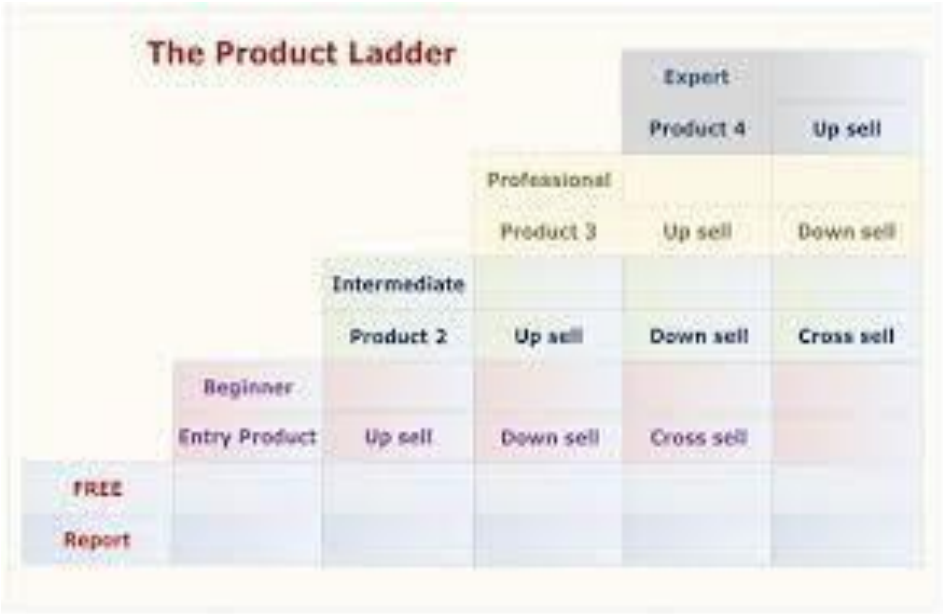 The Product Ladder
Expert
Product 4 Up sell
Professional
Product 3 Up sell Down sell
Intermediate
Product 2 Up sell Down sell Cross sell
Beginner
Entry Product Up sell Down sell Cross sell
FREE
Report